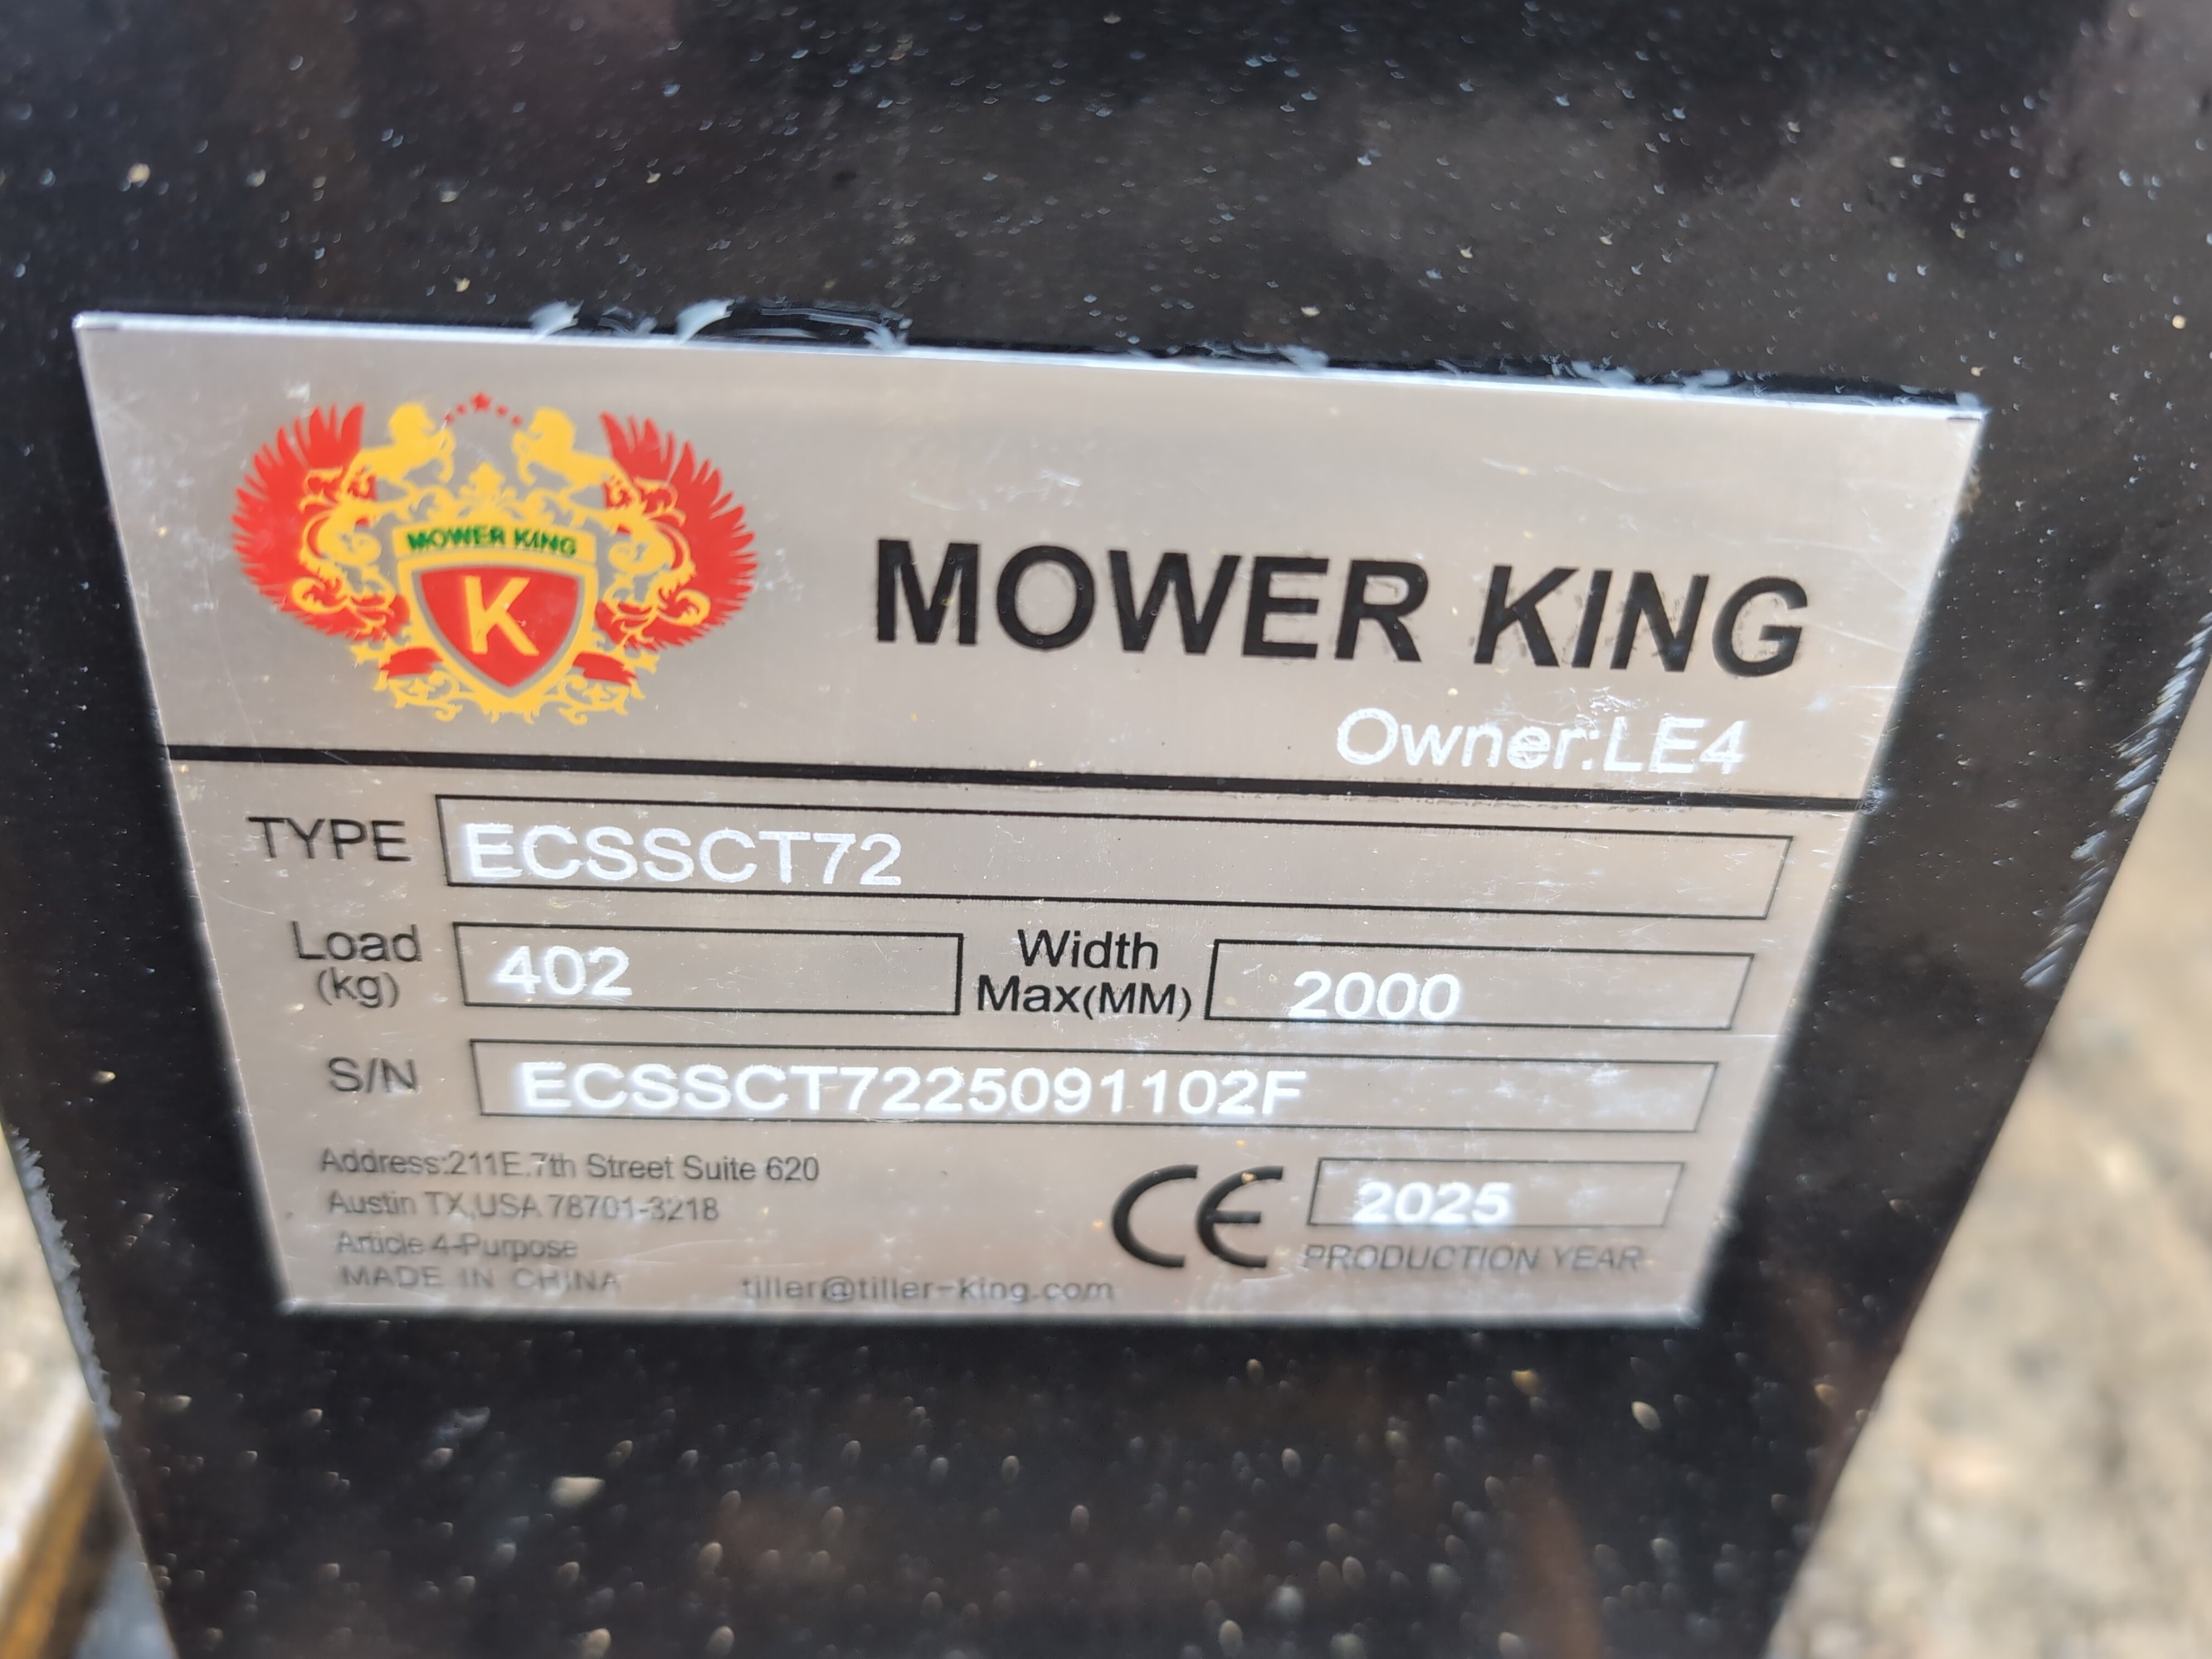 MOWER KING
K
MOWER KING
Owner:LE4
TYPE ECSSCT72
Load (kg) 402 Width Max(MM) 2000
S/N ECSSCT7225091102F
Address:211E.7th Street Suite 620
Austin TX,USA 78701-3218
Article 4-Purpose
MADE IN CHINA
tiller@tiller-king.com
CE 2025
PRODUCTION YEAR